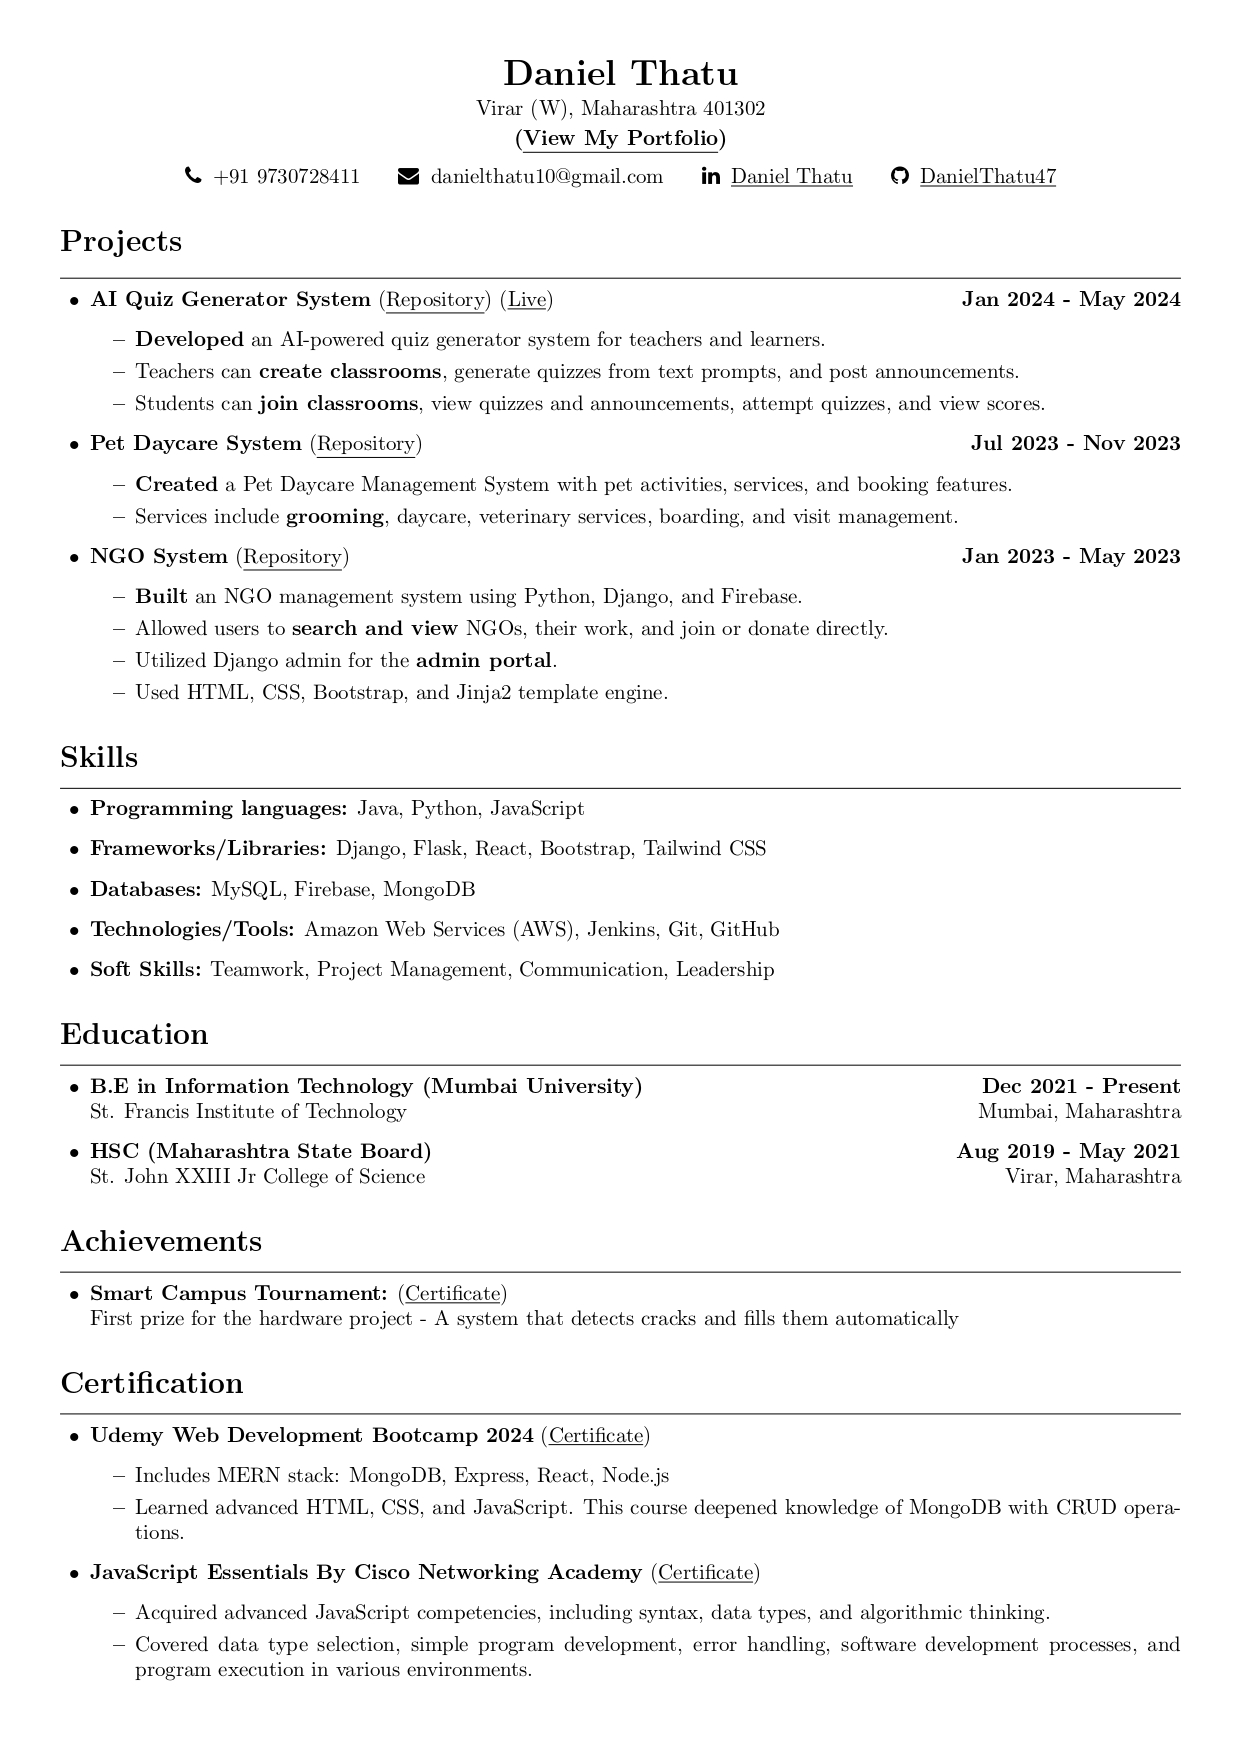 Daniel Thatu
Virar (W), Maharashtra 401302
(View My Portfolio)
+91 9730728411 danielthatu10@gmail.com Daniel Thatu DanielThatu47
Projects
• AI Quiz Generator System (Repository) (Live) Jan 2024 - May 2024
– Developed an AI-powered quiz generator system for teachers and learners.
– Teachers can create classrooms, generate quizzes from text prompts, and post announcements.
– Students can join classrooms, view quizzes and announcements, attempt quizzes, and view scores.
• Pet Daycare System (Repository) Jul 2023 - Nov 2023
– Created a Pet Daycare Management System with pet activities, services, and booking features.
– Services include grooming, daycare, veterinary services, boarding, and visit management.
• NGO System (Repository) Jan 2023 - May 2023
– Built an NGO management system using Python, Django, and Firebase.
– Allowed users to search and view NGOs, their work, and join or donate directly.
– Utilized Django admin for the admin portal.
– Used HTML, CSS, Bootstrap, and Jinja2 template engine.
Skills
• Programming languages: Java, Python, JavaScript
• Frameworks/Libraries: Django, Flask, React, Bootstrap, Tailwind CSS
• Databases: MySQL, Firebase, MongoDB
• Technologies/Tools: Amazon Web Services (AWS), Jenkins, Git, GitHub
• Soft Skills: Teamwork, Project Management, Communication, Leadership
Education
• B.E in Information Technology (Mumbai University) Dec 2021 - Present
St. Francis Institute of Technology Mumbai, Maharashtra
• HSC (Maharashtra State Board) Aug 2019 - May 2021
St. John XXIII Jr College of Science Virar, Maharashtra
Achievements
• Smart Campus Tournament: (Certificate)
First prize for the hardware project - A system that detects cracks and fills them automatically
Certification
• Udemy Web Development Bootcamp 2024 (Certificate)
– Includes MERN stack: MongoDB, Express, React, Node.js
– Learned advanced HTML, CSS, and JavaScript. This course deepened knowledge of MongoDB with CRUD opera-
tions.
• JavaScript Essentials By Cisco Networking Academy (Certificate)
– Acquired advanced JavaScript competencies, including syntax, data types, and algorithmic thinking.
– Covered data type selection, simple program development, error handling, software development processes, and
program execution in various environments.